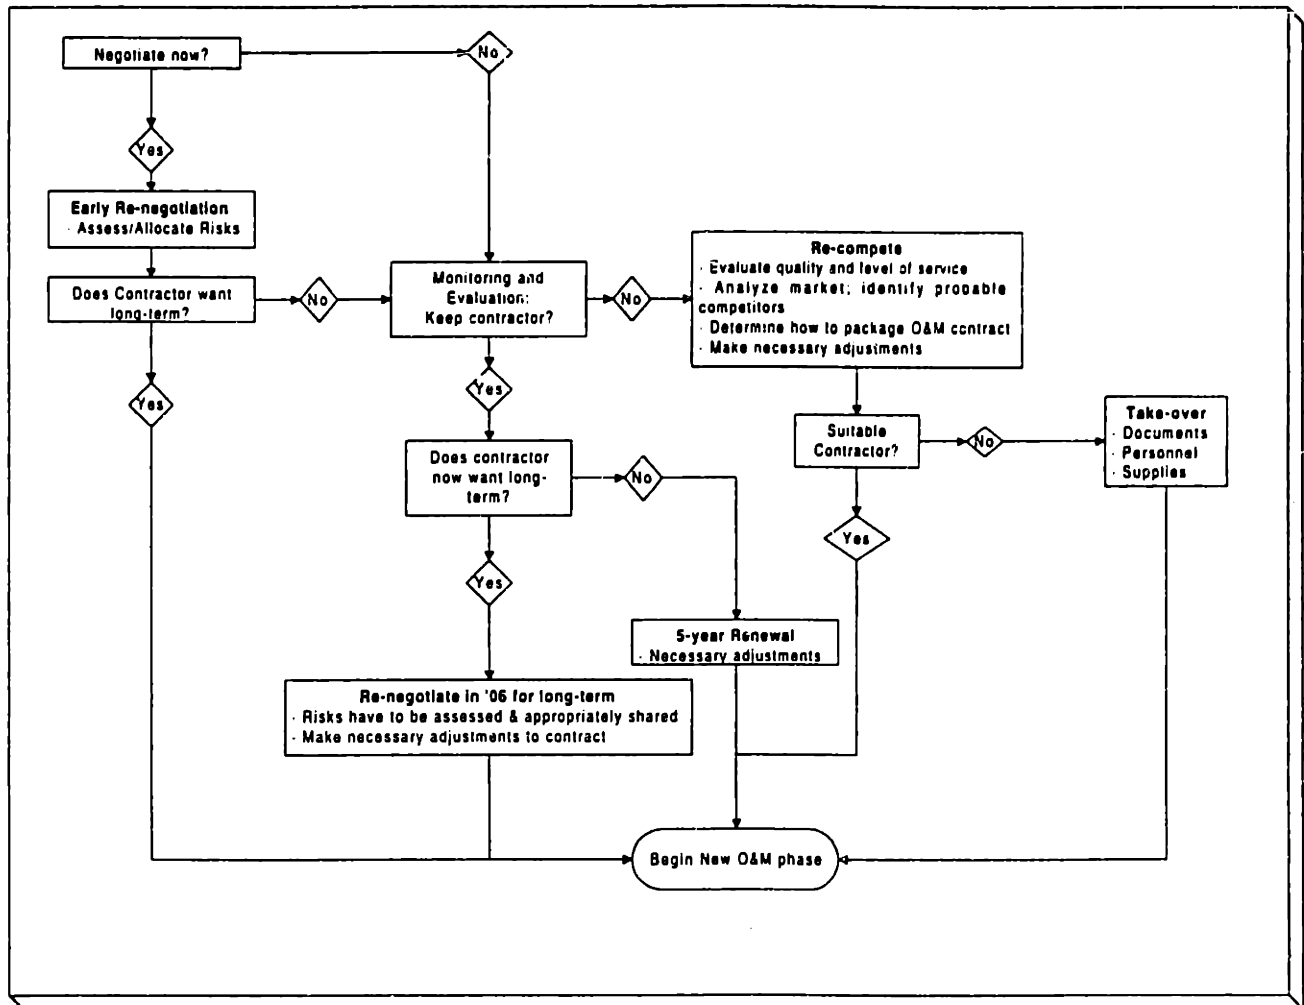 Negotiate now?
No
Yes
Early Re-negotiation
· Assess/Allocate Risks
Does Contractor want
long-term?
No
Yes
Monitoring and
Evaluation:
Keep contractor?
No
Yes
Re-compete
· Evaluate quality and level of service
· Analyze market; identify probable
competitors
· Determine how to package O&M contract
· Make necessary adjustments
Suitable
Contractor?
No
Yes
Take-over
· Documents
· Personnel
· Supplies
Does contractor
now want long-
term?
No
Yes
5-year Renewal
· Necessary adjustments
Re-negotiate in '06 for long-term
· Risks have to be assessed & appropriately shared
· Make necessary adjustments to contract
Begin New O&M phase